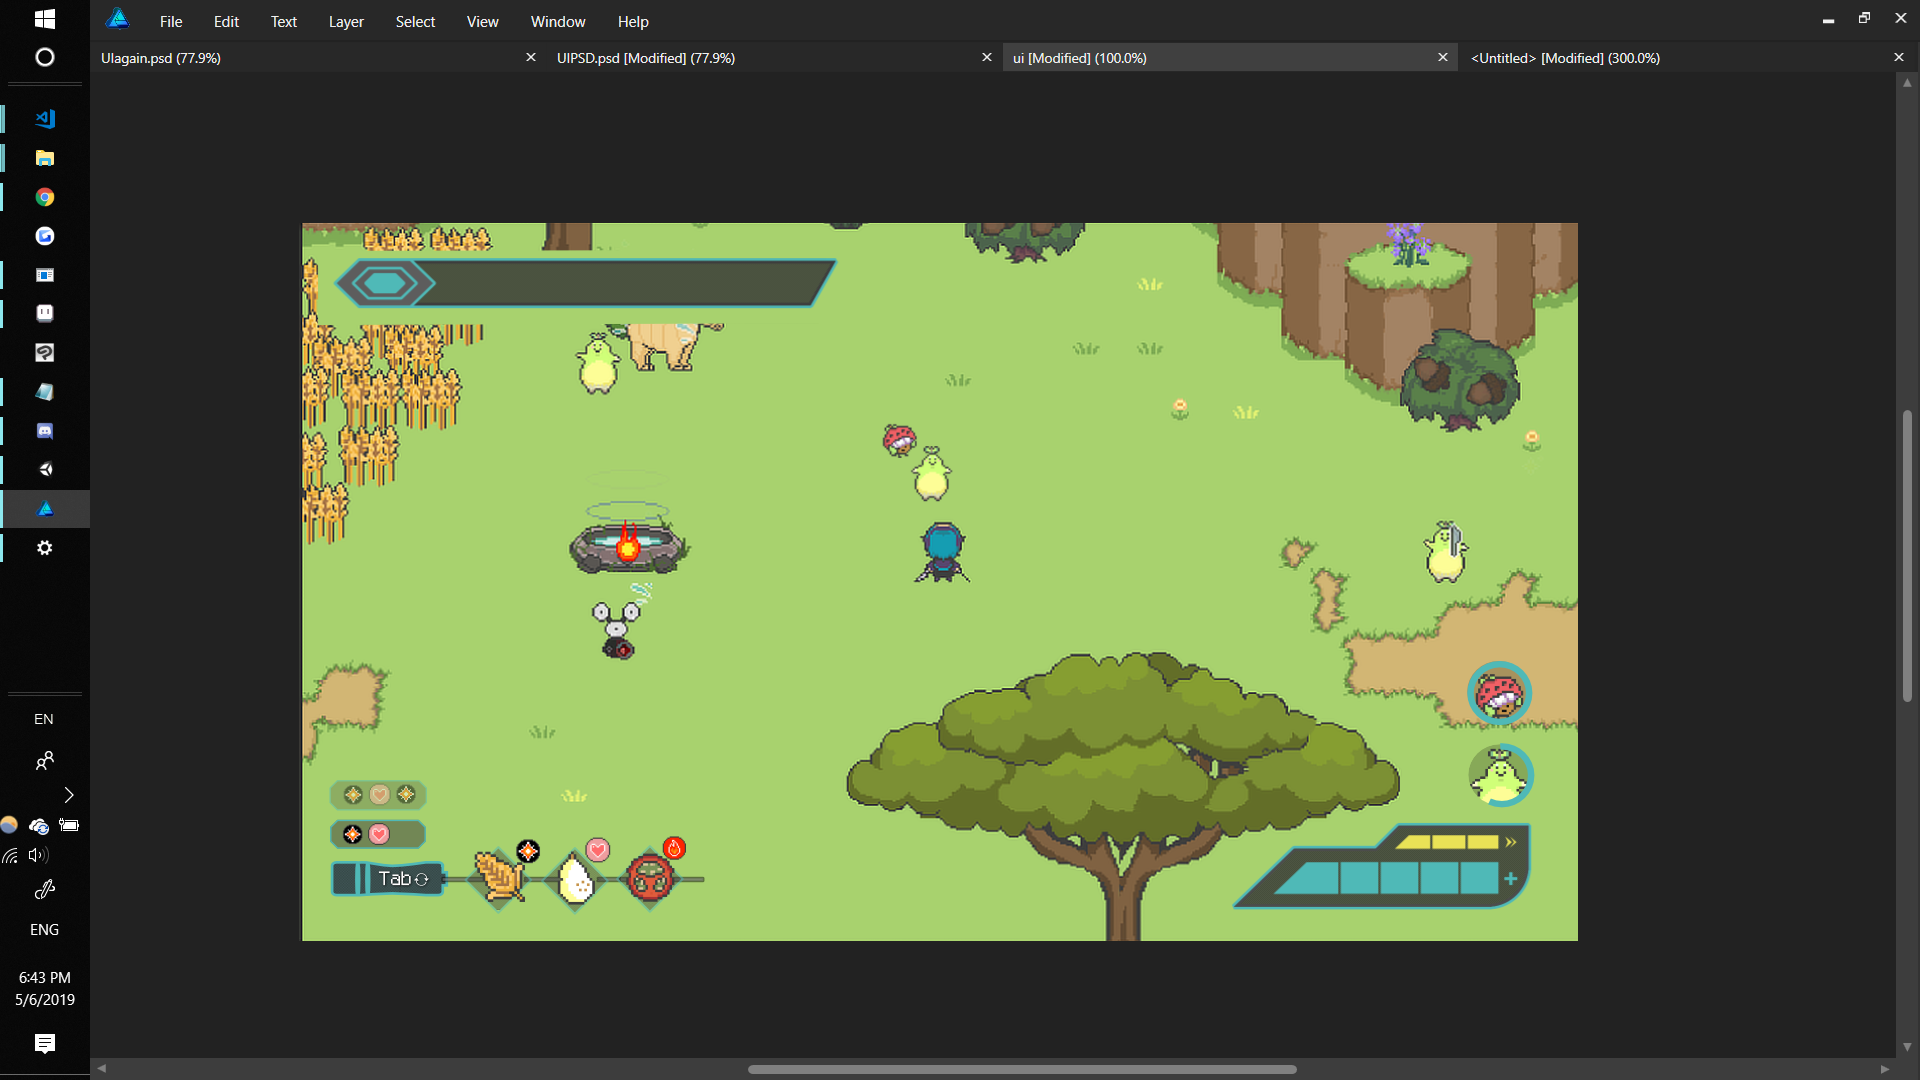 File Edit Text Layer Select View Window Help
UIagain.psd (77.9%)
UIPSD.psd [Modified] (77.9%)
ui [Modified] (100.0%)
<Untitled> [Modified] (300.0%)
Tab
EN
ENG
6:43 PM
5/6/2019